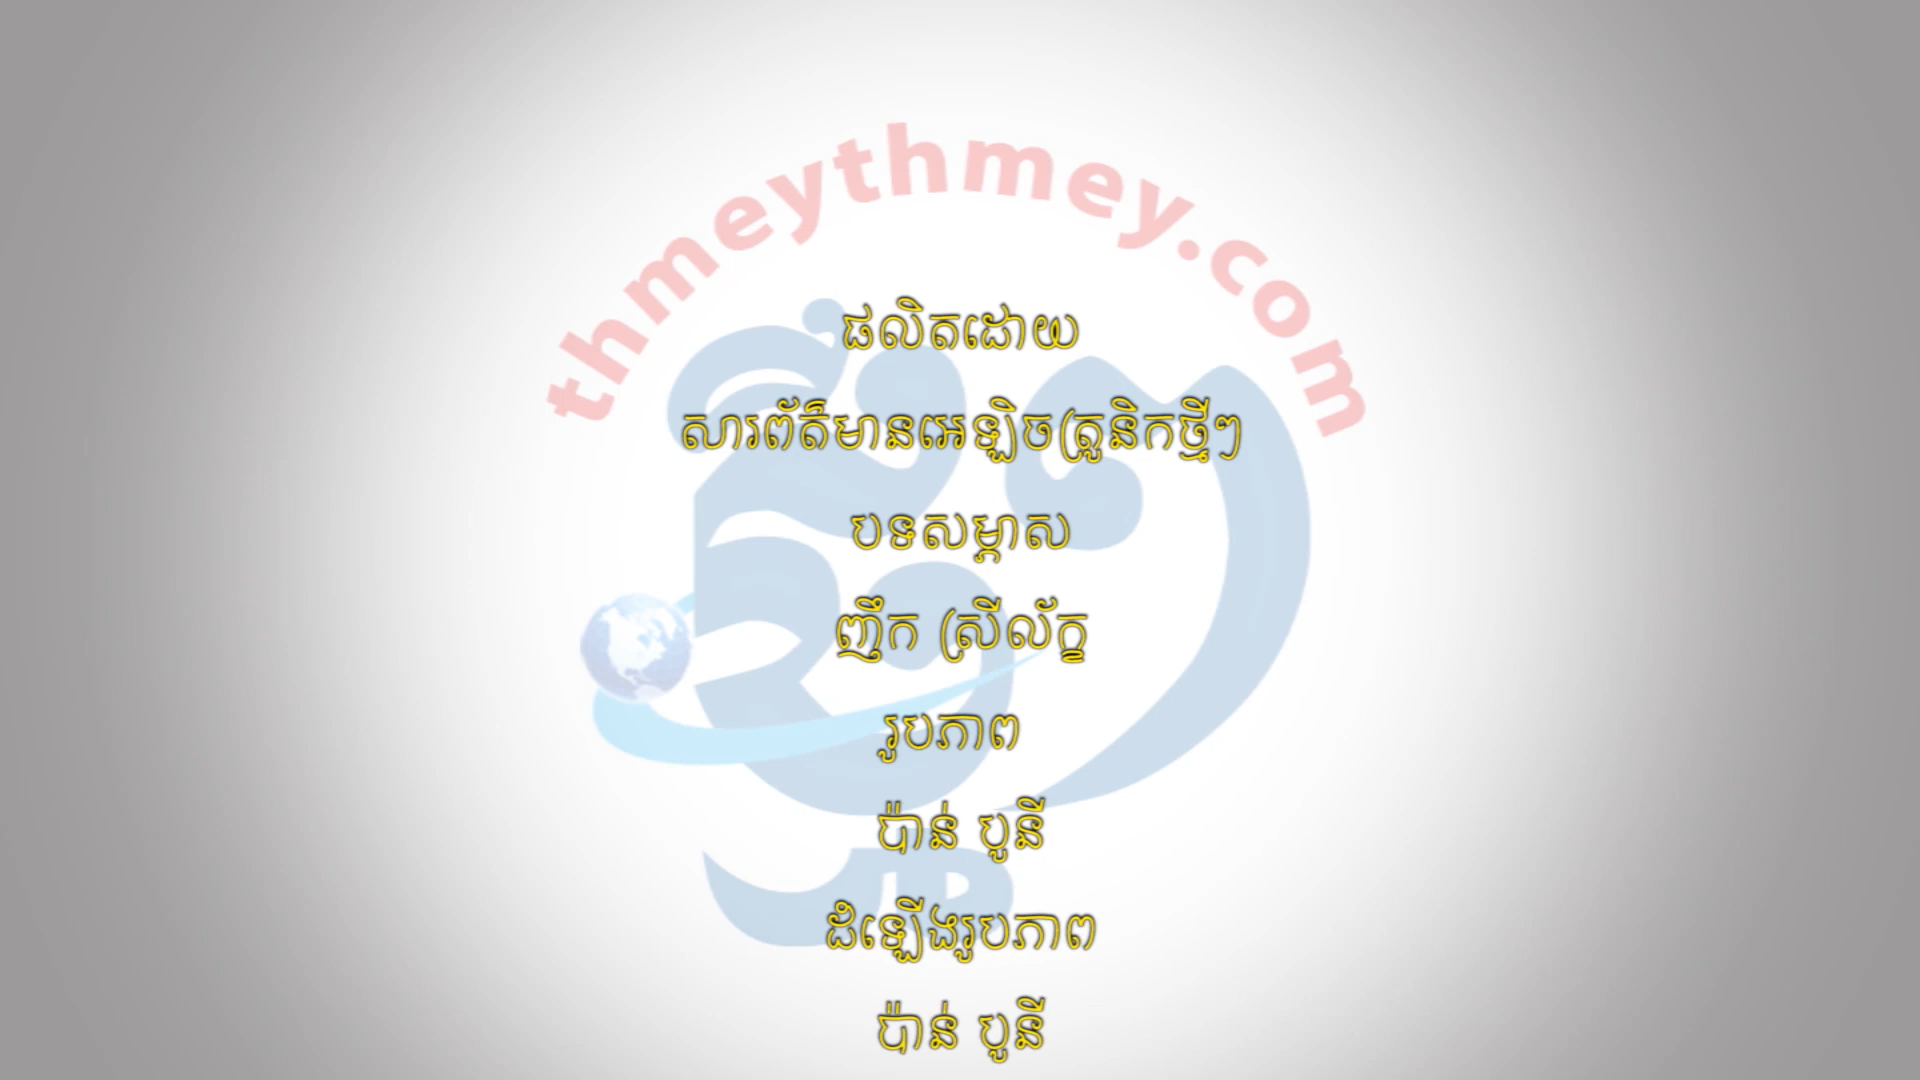 thmeythmey.com
ផលិតដោយ
សារព័ត៌មានអេឡិចត្រូនិកថ្មីៗ
បទសម្ភាស
ញឹក ស្រីល័ក្ខ
រូបភាព
ប៉ាន់ បូនី
ដំឡើងរូបភាព
ប៉ាន់ បូនី